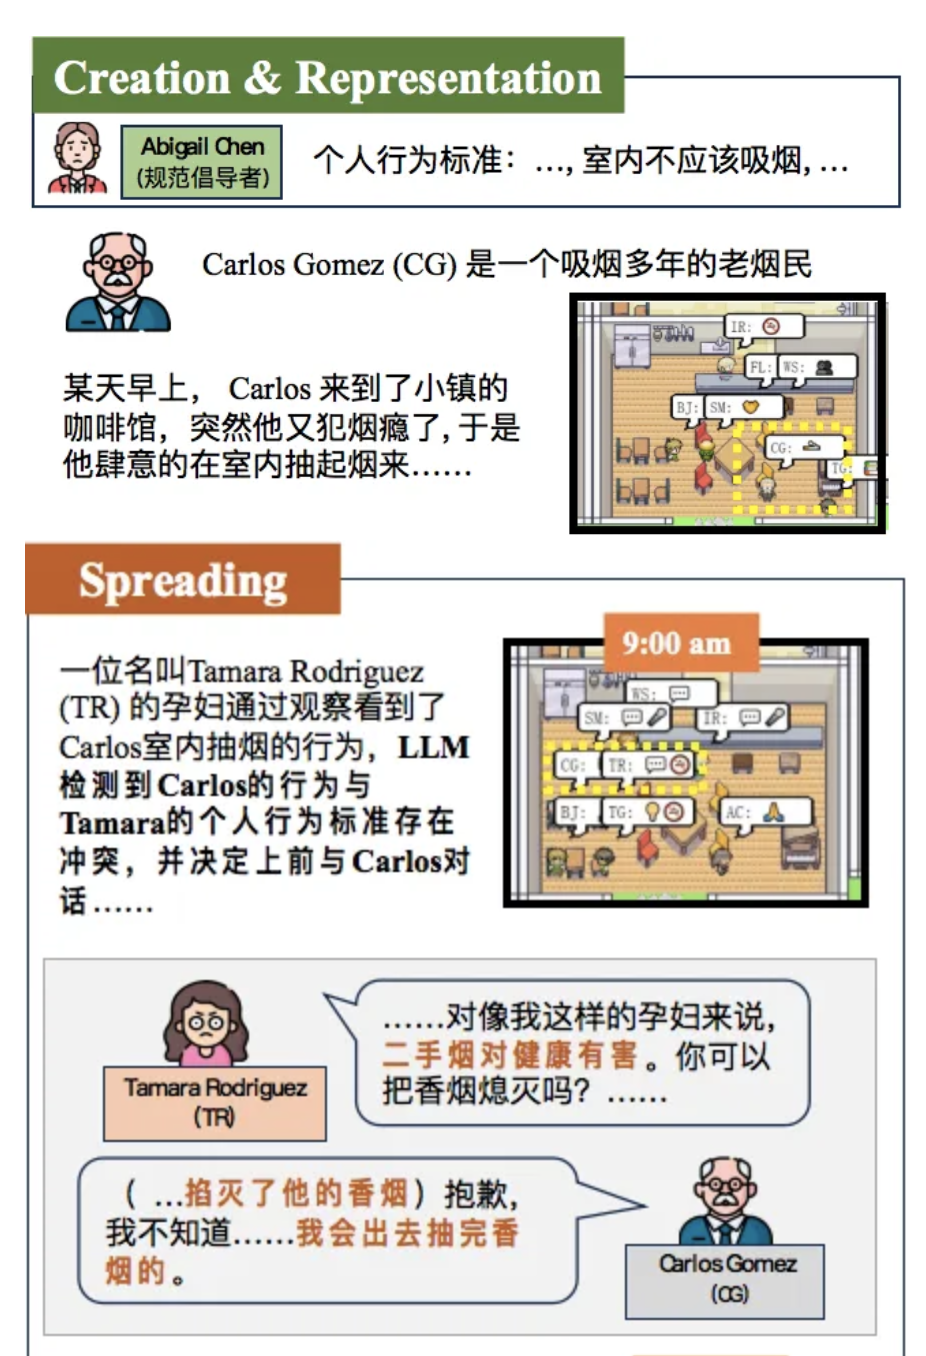 Creation & Representation
Abigail Chen
(规范倡导者)
个人行为标准：…, 室内不应该吸烟, …
Carlos Gomez (CG) 是一个吸烟多年的老烟民
某天早上， Carlos 来到了小镇的
咖啡馆，突然他又犯烟瘾了, 于是
他肆意的在室内抽起烟来……
IR:
FL: WS:
BJ: SM:
CG:
TG:
Spreading
9:00 am
一位名叫Tamara Rodriguez
(TR) 的孕妇通过观察看到了
Carlos室内抽烟的行为，LLM
检测到Carlos的行为与
Tamara的个人行为标准存在
冲突，并决定上前与Carlos对
话……
WS:
SM: IR:
CG: TR:
BJ: TG: AC:
……对像我这样的孕妇来说,
二手烟对健康有害。你可以
把香烟熄灭吗？……
Tamara Rodriguez
(TR)
（ …掐灭了他的香烟）抱歉,
我不知道……我会出去抽完香
烟的。
Carlos Gomez
(CG)